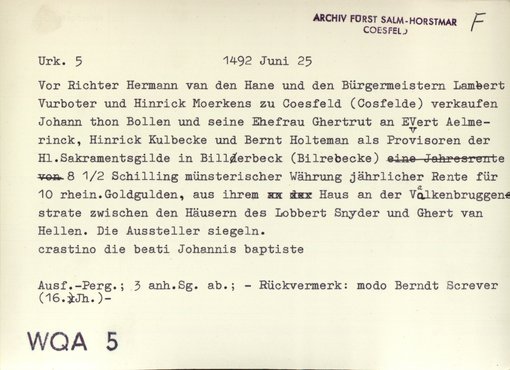 ARCHIV FÜRST SALM-HORSTMAR F
COESFELD
Urk. 5 1492 Juni 25
Vor Richter Hermann van den Hane und den Bürgermeistern Lambert
Vurboter und Hinrick Moerkens zu Coesfeld (Cosfelde) verkaufen
Johann thon Bollen und seine Ehefrau Ghertrut an EVert Aelme-
rinck, Hinrick Kulbecke und Bernt Holteman als Provisoren der
Hl.Sakramentsgilde in Billerbeck (Bilrebecke) eine Jahresrente
von 8 1/2 Schilling münsterischer Währung jährlicher Rente für
10 rhein.Goldgulden, aus ihrem Haus an der Valkenbruggene
strate zwischen den Häusern des Lobbert Snyder und Ghert van
Hellen. Die Aussteller siegeln.
crastino die beati Johannis baptiste
Ausf.-Perg.; 3 anh.Sg. ab.; - Rückvermerk: modo Berndt Screver
(16.Jh.)-
WQA 5